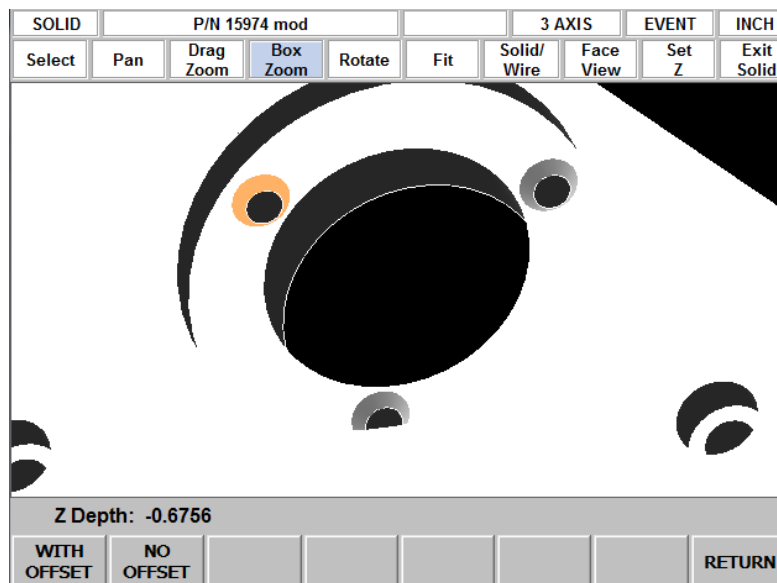 SOLID P/N 15974 mod 3 AXIS EVENT INCH
Select Pan Drag Zoom Box Zoom Rotate Fit Solid/ Wire Face View Set Z Exit Solid
Z Depth: -0.6756
WITH OFFSET NO OFFSET RETURN